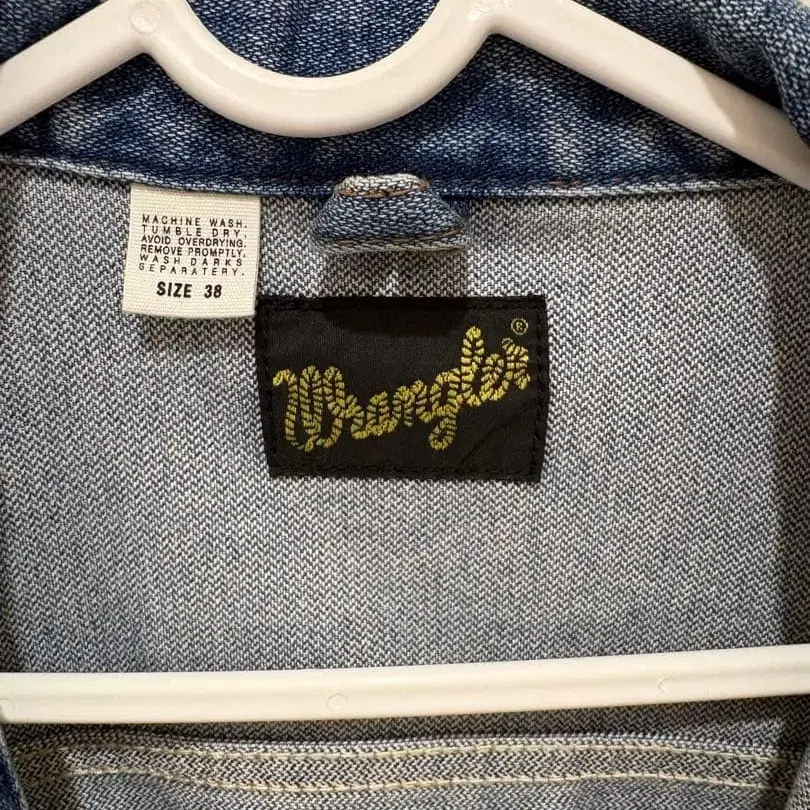 MACHINE WASH.
TUMBLE DRY.
AVOID OVERDRYING.
REMOVE PROMPTLY.
WASH DARKS
SEPARATERY.
SIZE 38
Wrangler ®